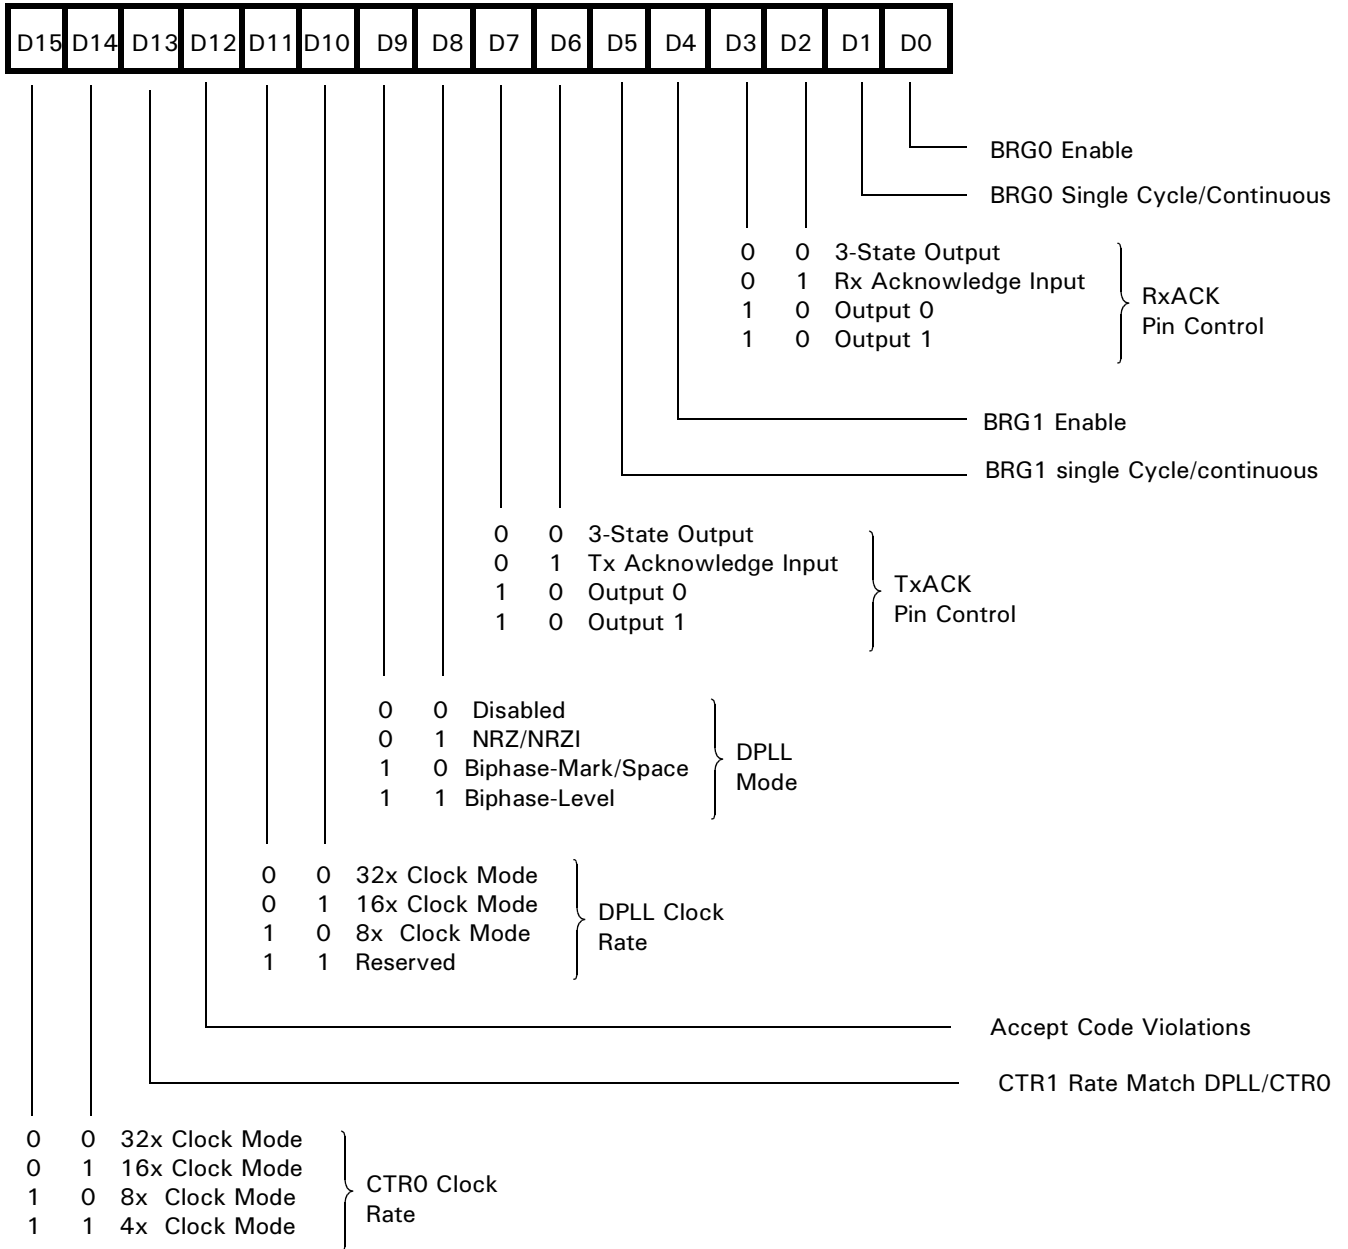 D15 D14 D13 D12 D11 D10 D9 D8 D7 D6 D5 D4 D3 D2 D1 D0
BRG0 Enable
BRG0 Single Cycle/Continuous
0 0 3-State Output
0 1 Rx Acknowledge Input
1 0 Output 0
1 0 Output 1
RxACK
Pin Control
BRG1 Enable
BRG1 single Cycle/continuous
0 0 3-State Output
0 1 Tx Acknowledge Input
1 0 Output 0
1 0 Output 1
TxACK
Pin Control
0 0 Disabled
0 1 NRZ/NRZI
1 0 Biphase-Mark/Space
1 1 Biphase-Level
DPLL
Mode
0 0 32x Clock Mode
0 1 16x Clock Mode
1 0 8x Clock Mode
1 1 Reserved
DPLL Clock
Rate
Accept Code Violations
CTR1 Rate Match DPLL/CTR0
0 0 32x Clock Mode
0 1 16x Clock Mode
1 0 8x Clock Mode
1 1 4x Clock Mode
CTR0 Clock
Rate